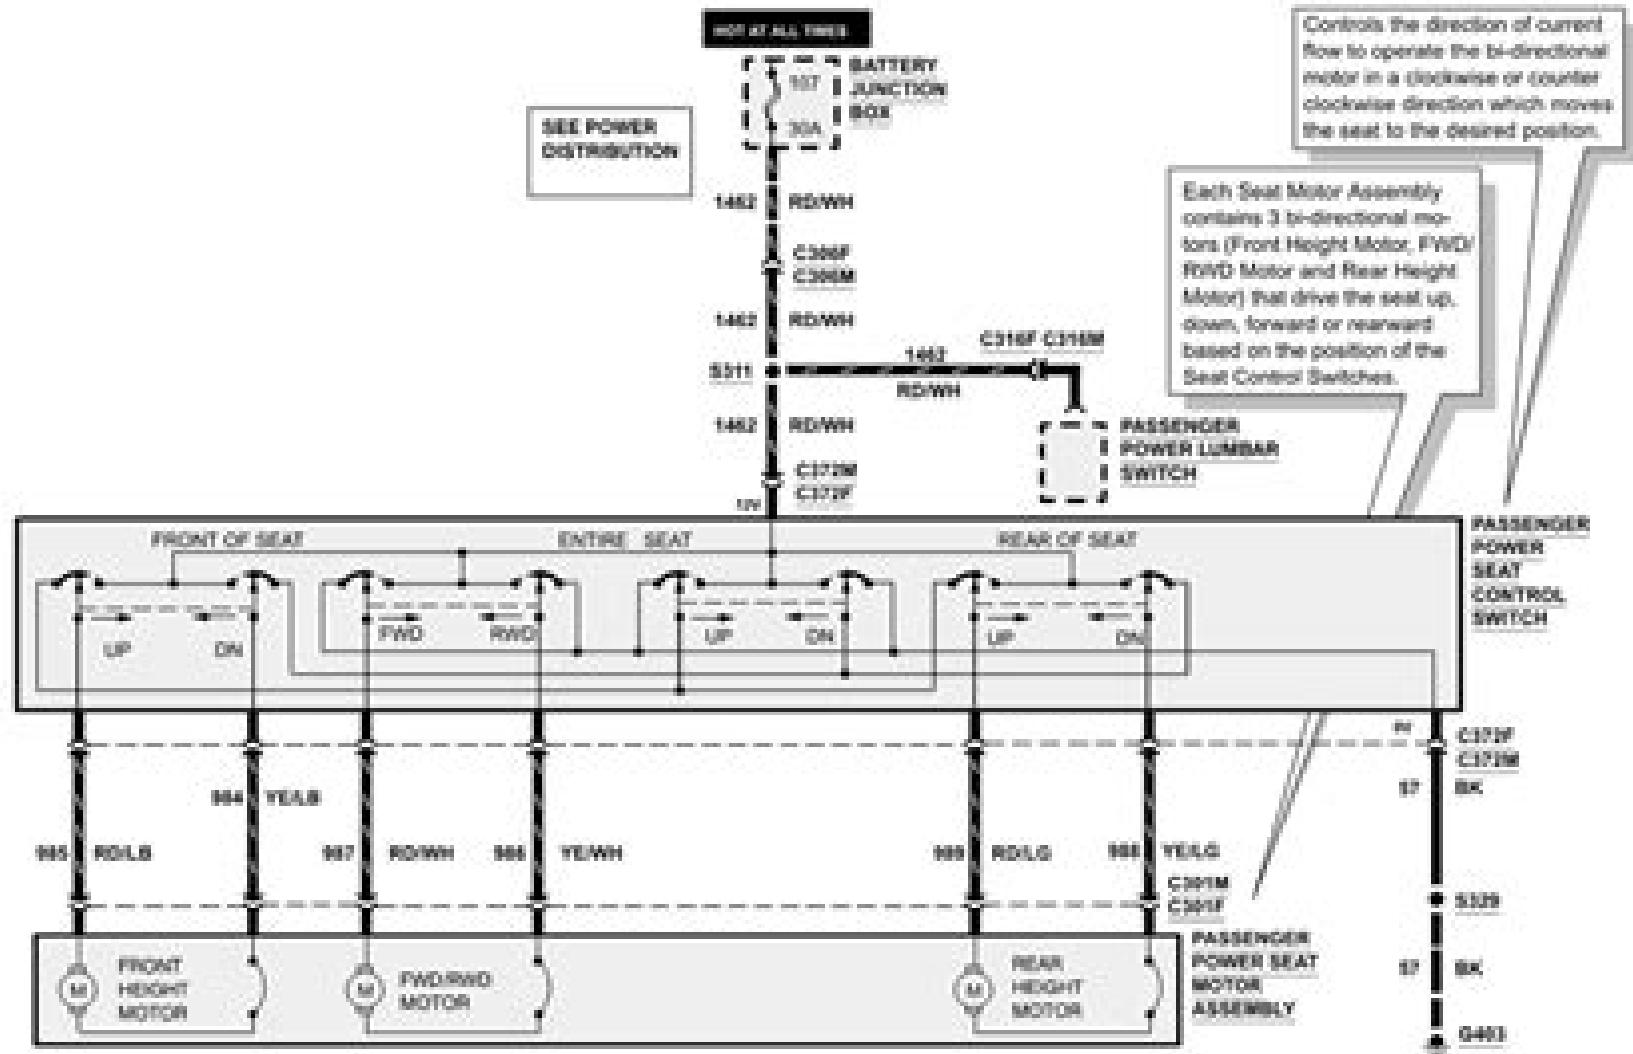 HOT AT ALL TIMES
107
30A
BATTERY
JUNCTION
BOX
SEE POWER
DISTRIBUTION
Controls the direction of current
flow to operate the bi-directional
motor in a clockwise or counter
clockwise direction which moves
the seat to the desired position.
Each Seat Motor Assembly
contains 3 bi-directional mo-
tors (Front Height Motor, FWD/
RWD Motor and Rear Height
Motor) that drive the seat up,
down, forward or rearward
based on the position of the
Seat Control Switches.
1462 RD/WH
C306F
C306M
1462 RD/WH
S311
1462
RD/WH
C316F C316M
1462 RD/WH
PASSENGER
POWER LUMBAR
SWITCH
C372M
C372F
12V
FRONT OF SEAT
ENTIRE SEAT
REAR OF SEAT
UP DN
FWD RWD
UP DN
UP DN
PASSENGER
POWER
SEAT
CONTROL
SWITCH
C372F
C372M
57 BK
YE/LB
985 RD/LB
987 RD/WH
YE/WH
989 RD/LG
988 YE/LG
C301M
C301F
S329
57 BK
G403
M
FRONT
HEIGHT
MOTOR
M
FWD/RWD
MOTOR
M
REAR
HEIGHT
MOTOR
PASSENGER
POWER SEAT
MOTOR
ASSEMBLY